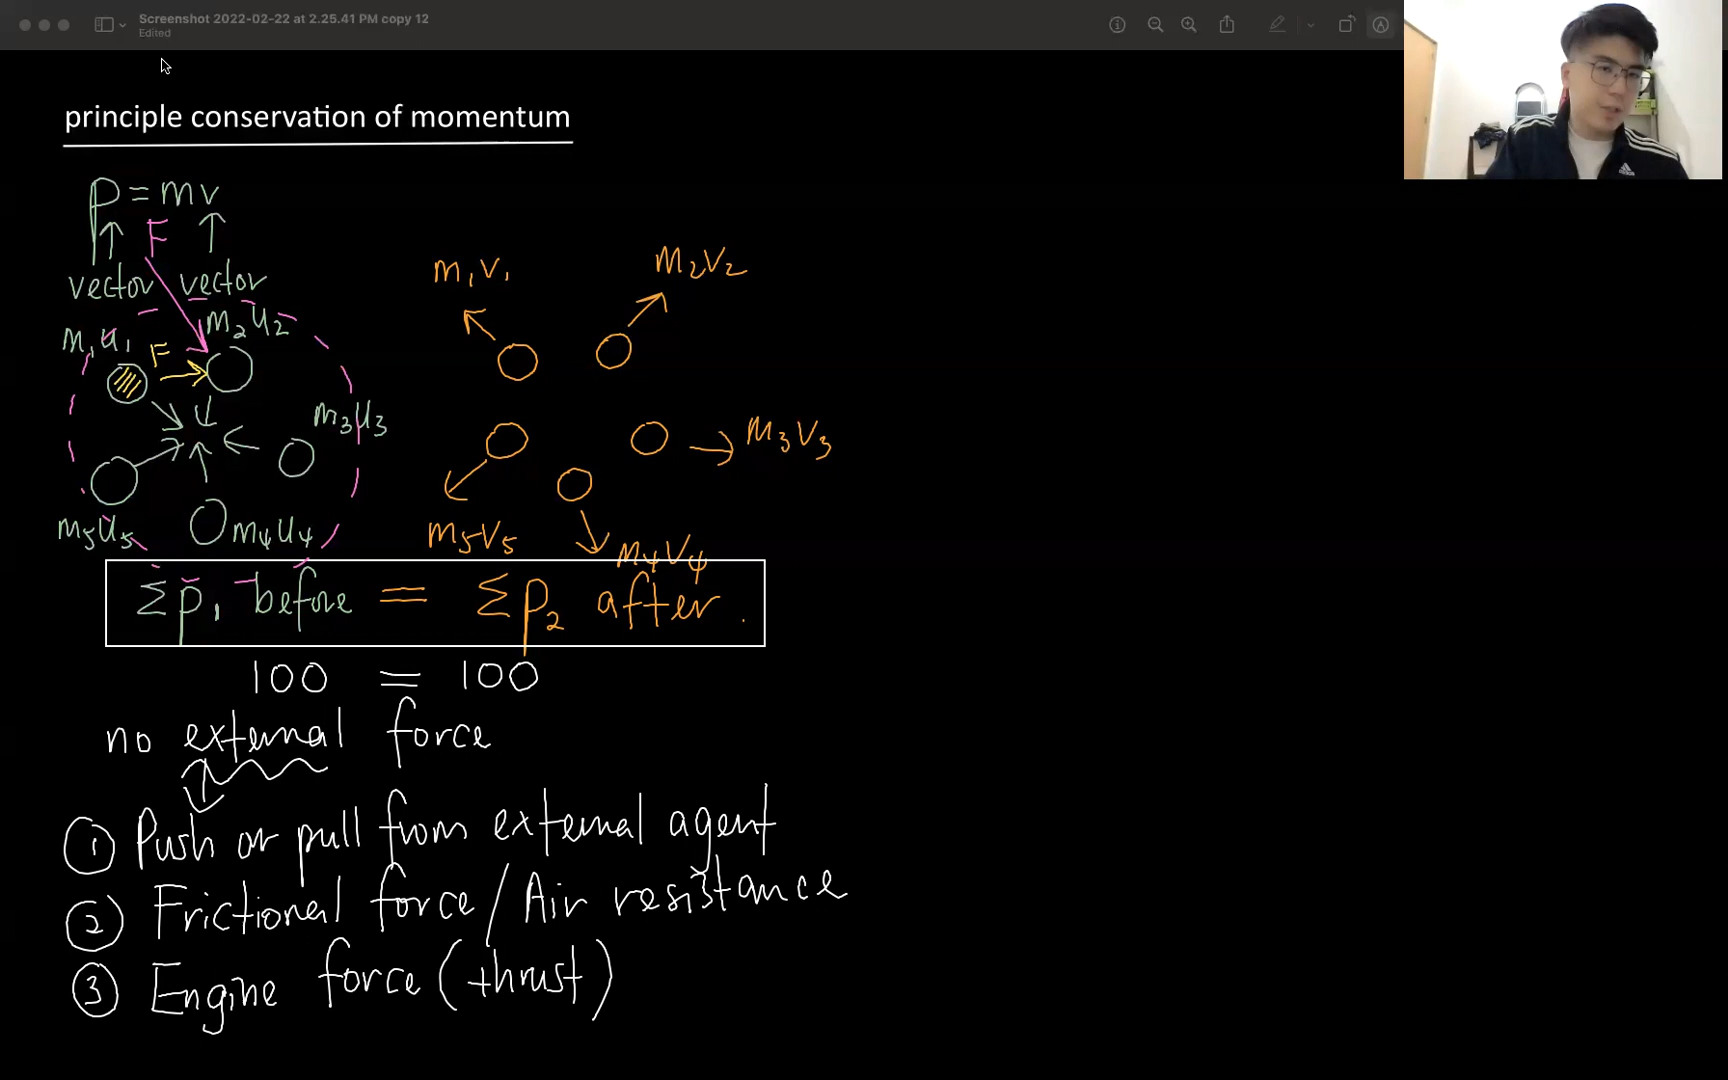 Screenshot 2022-02-22 at 2.25.41 PM copy 12
Edited
principle conservation of momentum
p = mv
F
vector vector
m₁u₁ m₂u₂
F
m₃u₃
m₅u₅ m₄u₄
m₁v₁ m₂v₂
m₃v₃
m₅v₅ m₄v₄
Σp₁ before = Σp₂ after.
100 = 100
no external force
① Push or pull from external agent
② Frictional force / Air resistance
③ Engine force (thrust)
adidas